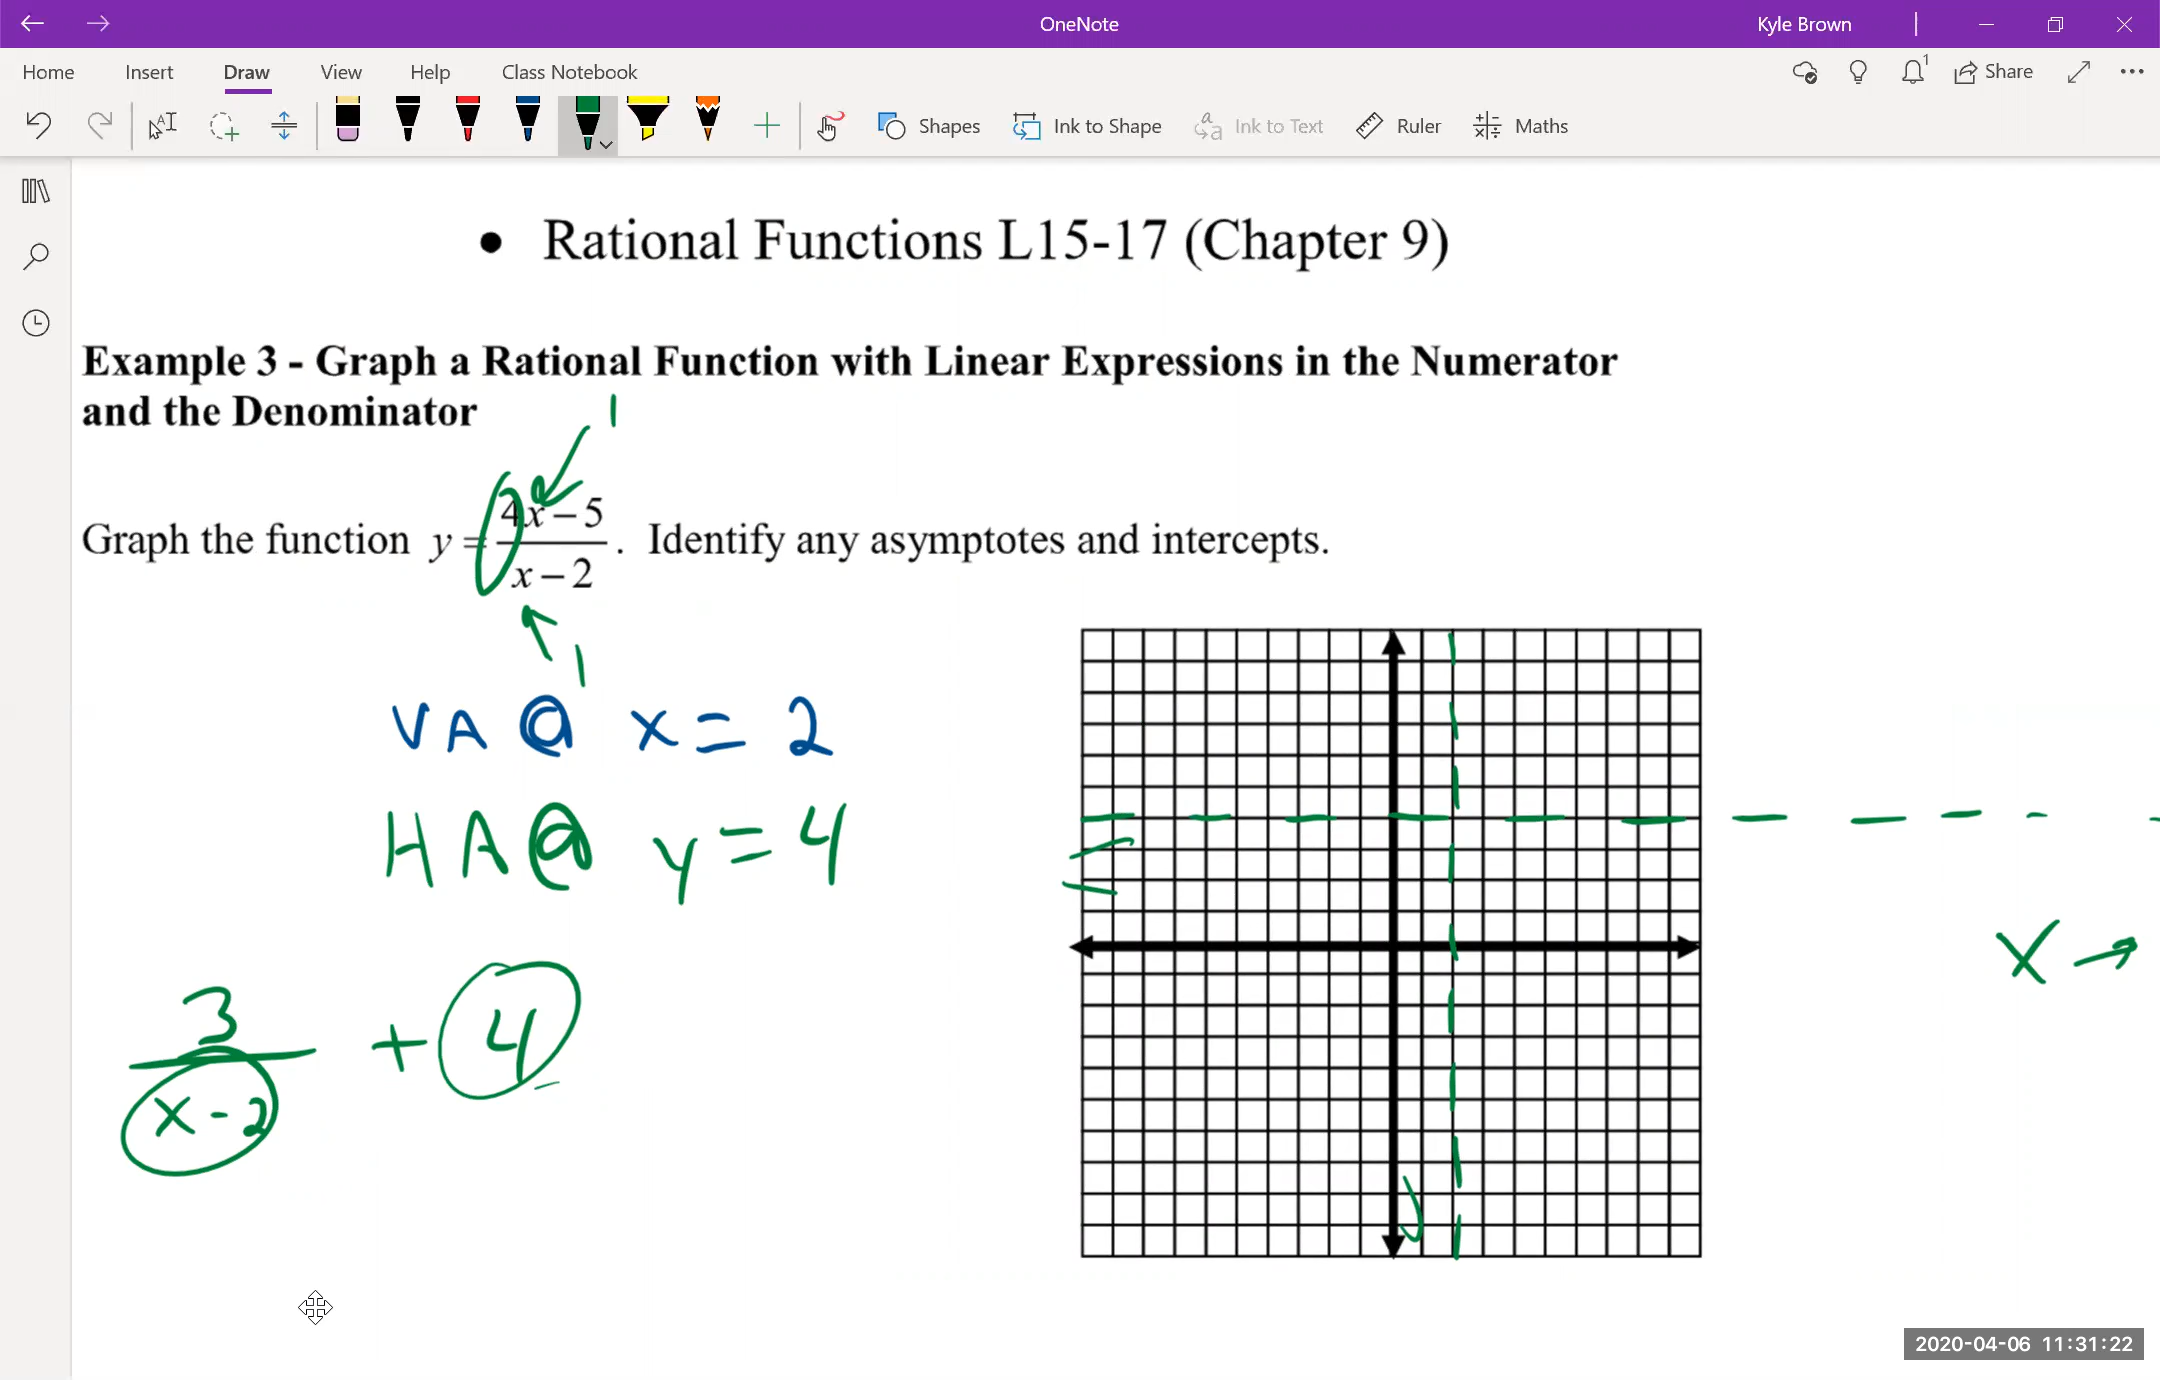 OneNote
Kyle Brown
Home Insert Draw View Help Class Notebook
1 Share
Shapes Ink to Shape Ink to Text Ruler Maths
• Rational Functions L15-17 (Chapter 9)
Example 3 - Graph a Rational Function with Linear Expressions in the Numerator
and the Denominator
1
Graph the function y = (4x − 5)/(x − 2). Identify any asymptotes and intercepts.
1
VA @ x = 2
HA @ y = 4
x →
3/(x - 2) + 4
2020-04-06 11:31:22